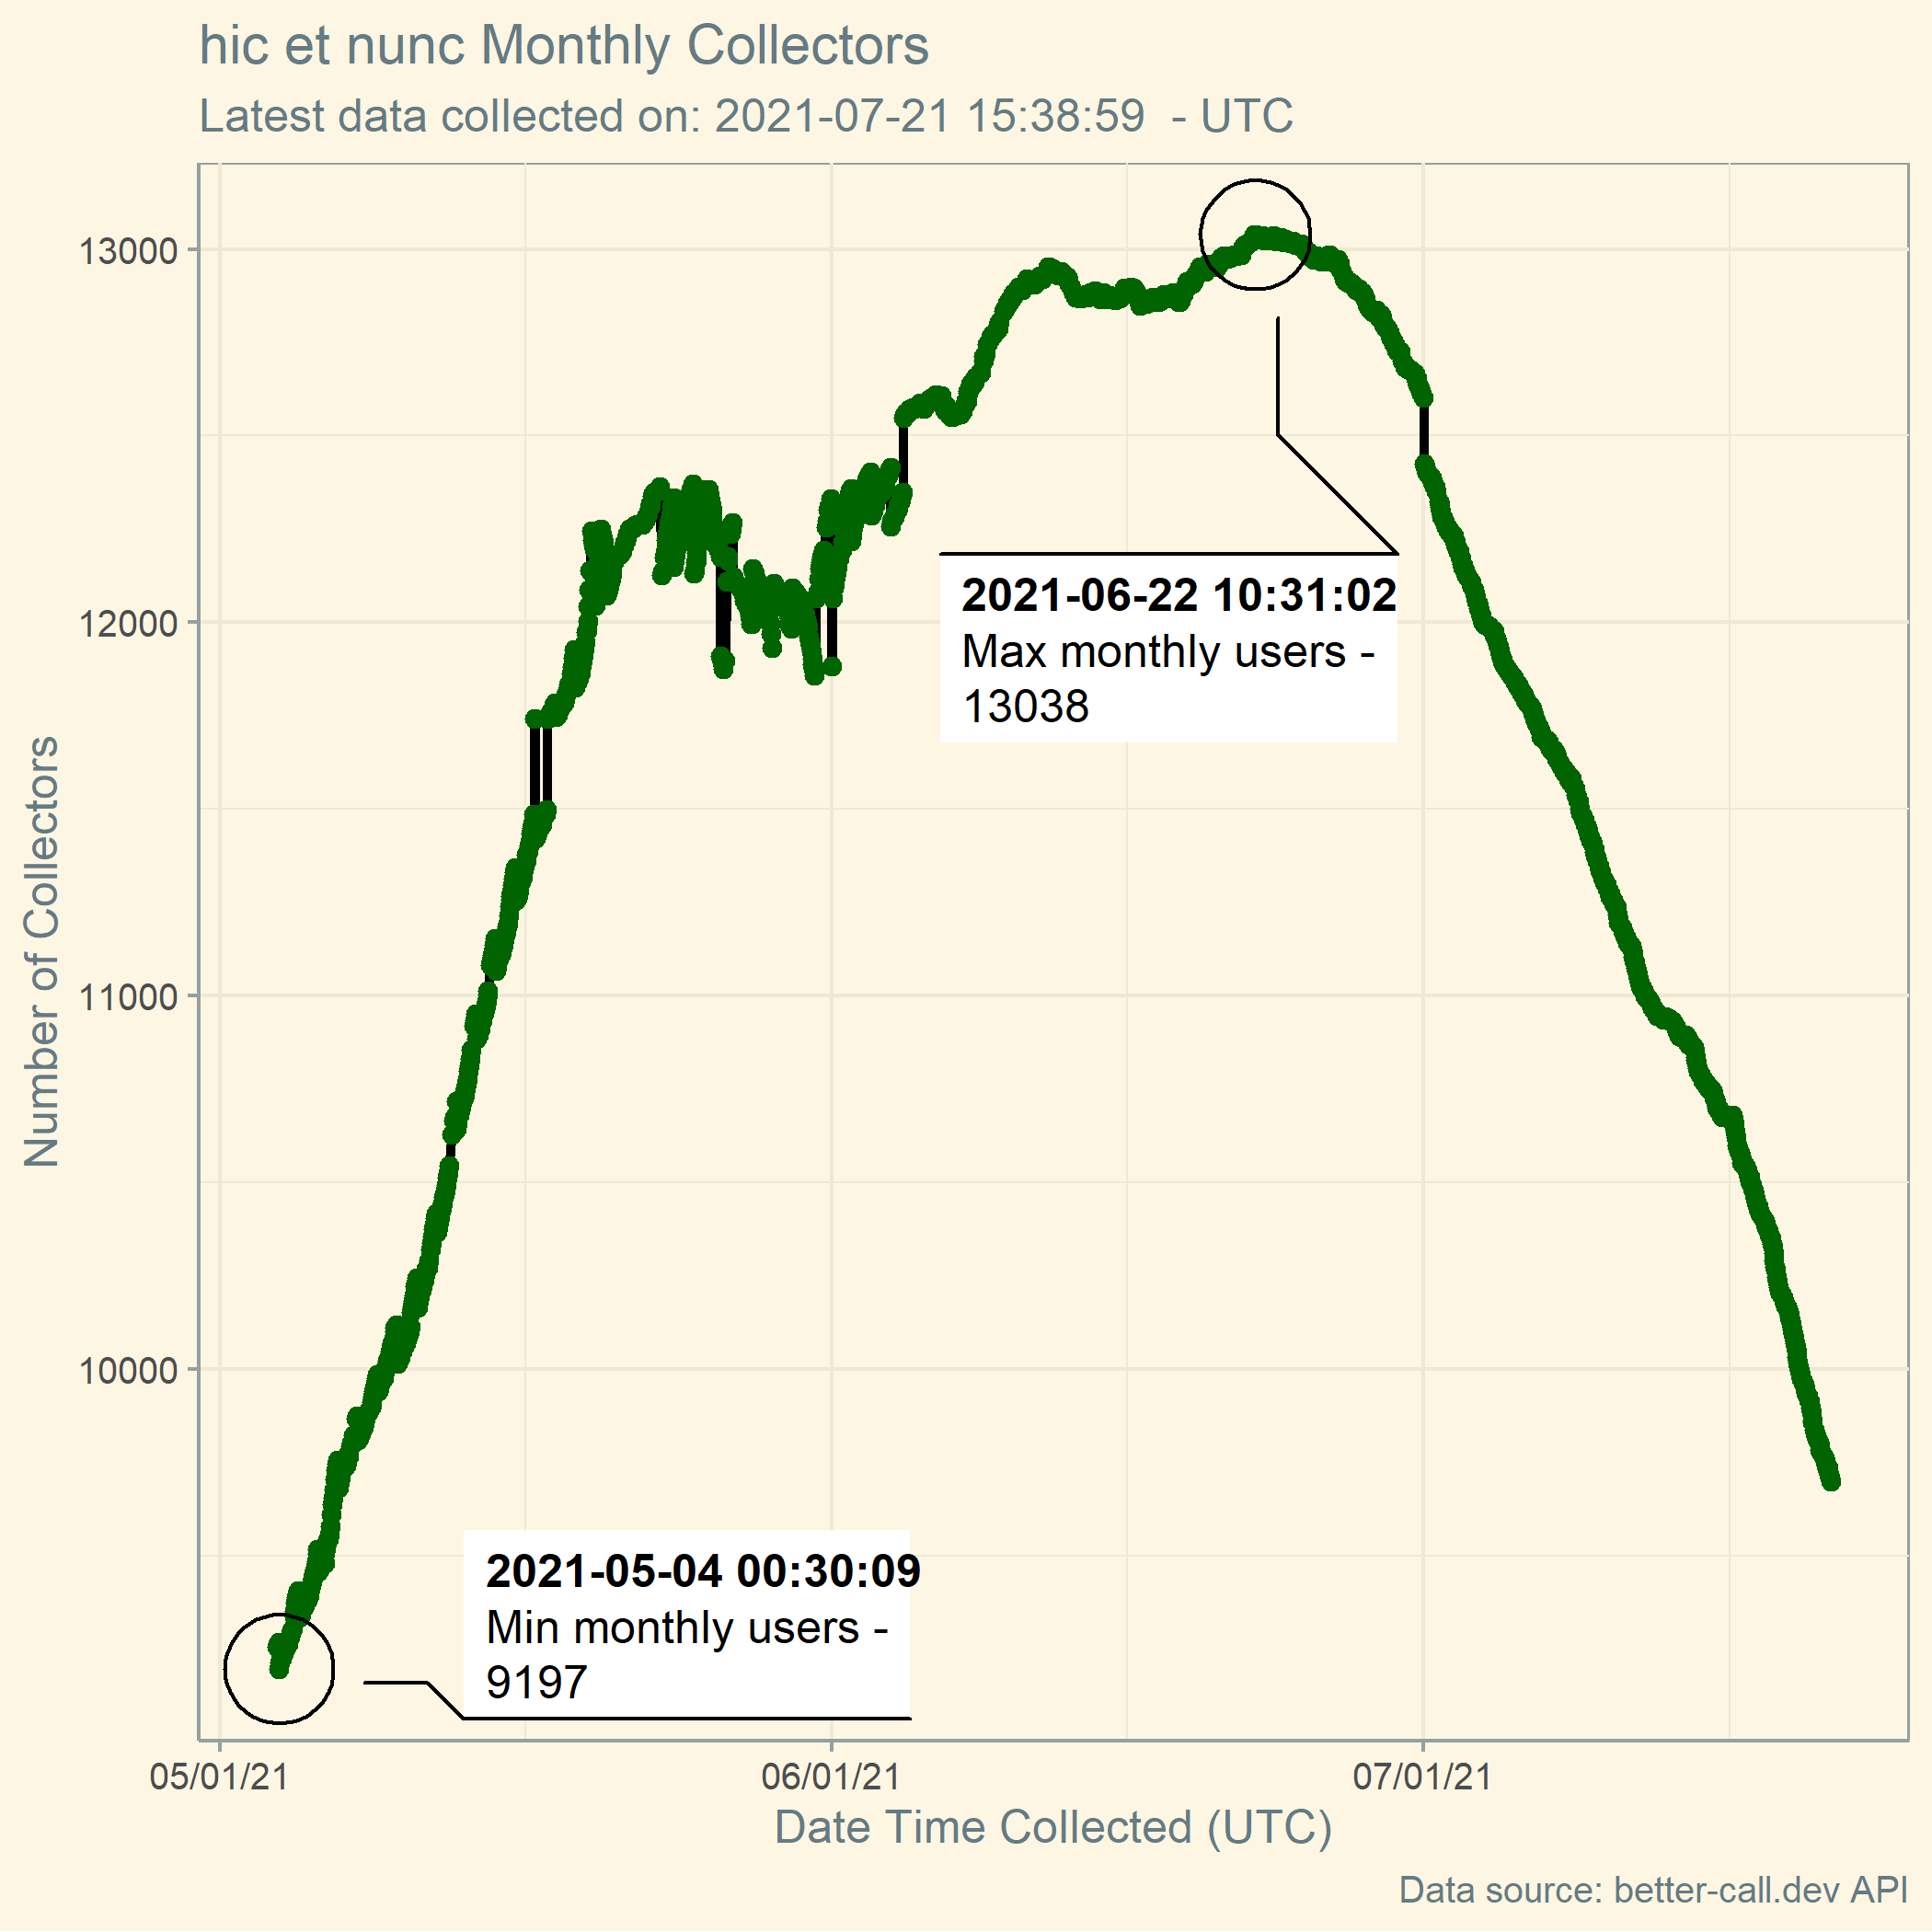 hic et nunc Monthly Collectors
Latest data collected on: 2021-07-21 15:38:59  - UTC
Number of Collectors
13000
12000
11000
10000
2021-06-22 10:31:02
Max monthly users -
13038
2021-05-04 00:30:09
Min monthly users -
9197
05/01/21
06/01/21
07/01/21
Date Time Collected (UTC)
Data source: better-call.dev API